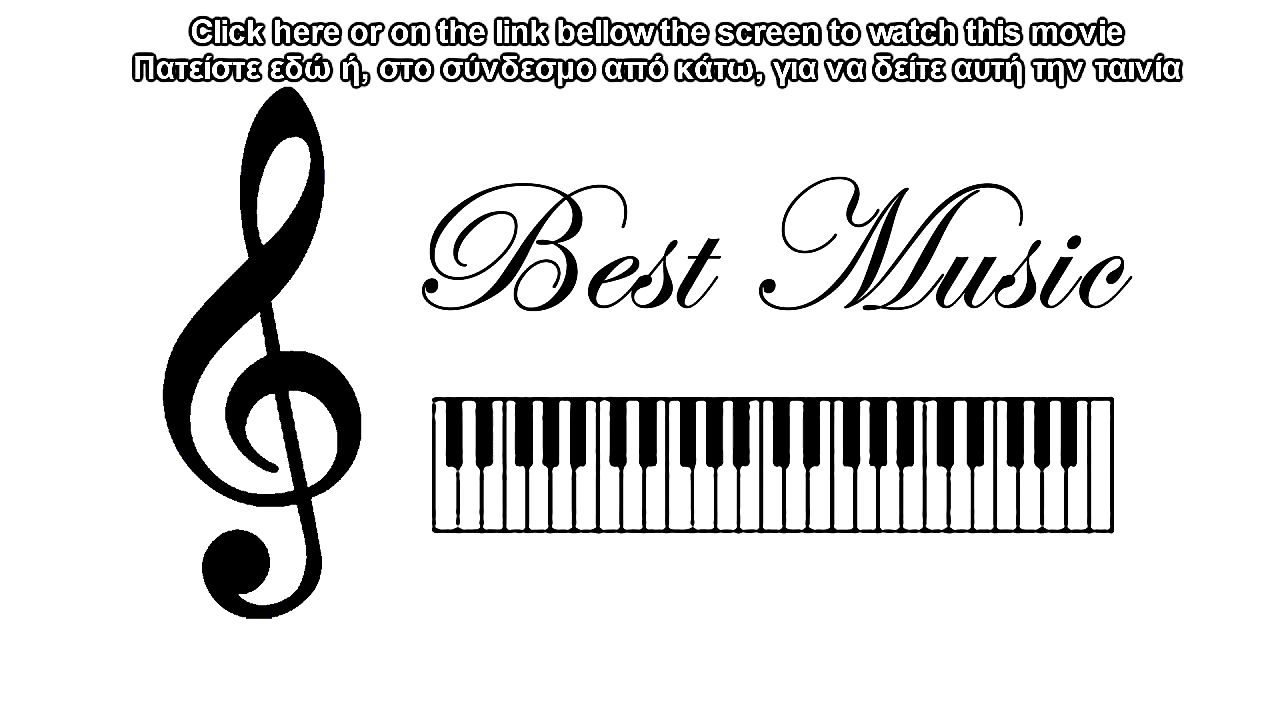 Click here or on the link bellow the screen to watch this movie
Πατείστε εδώ ή, στο σύνδεσμο από κάτω, για να δείτε αυτή την ταινία
Best Music